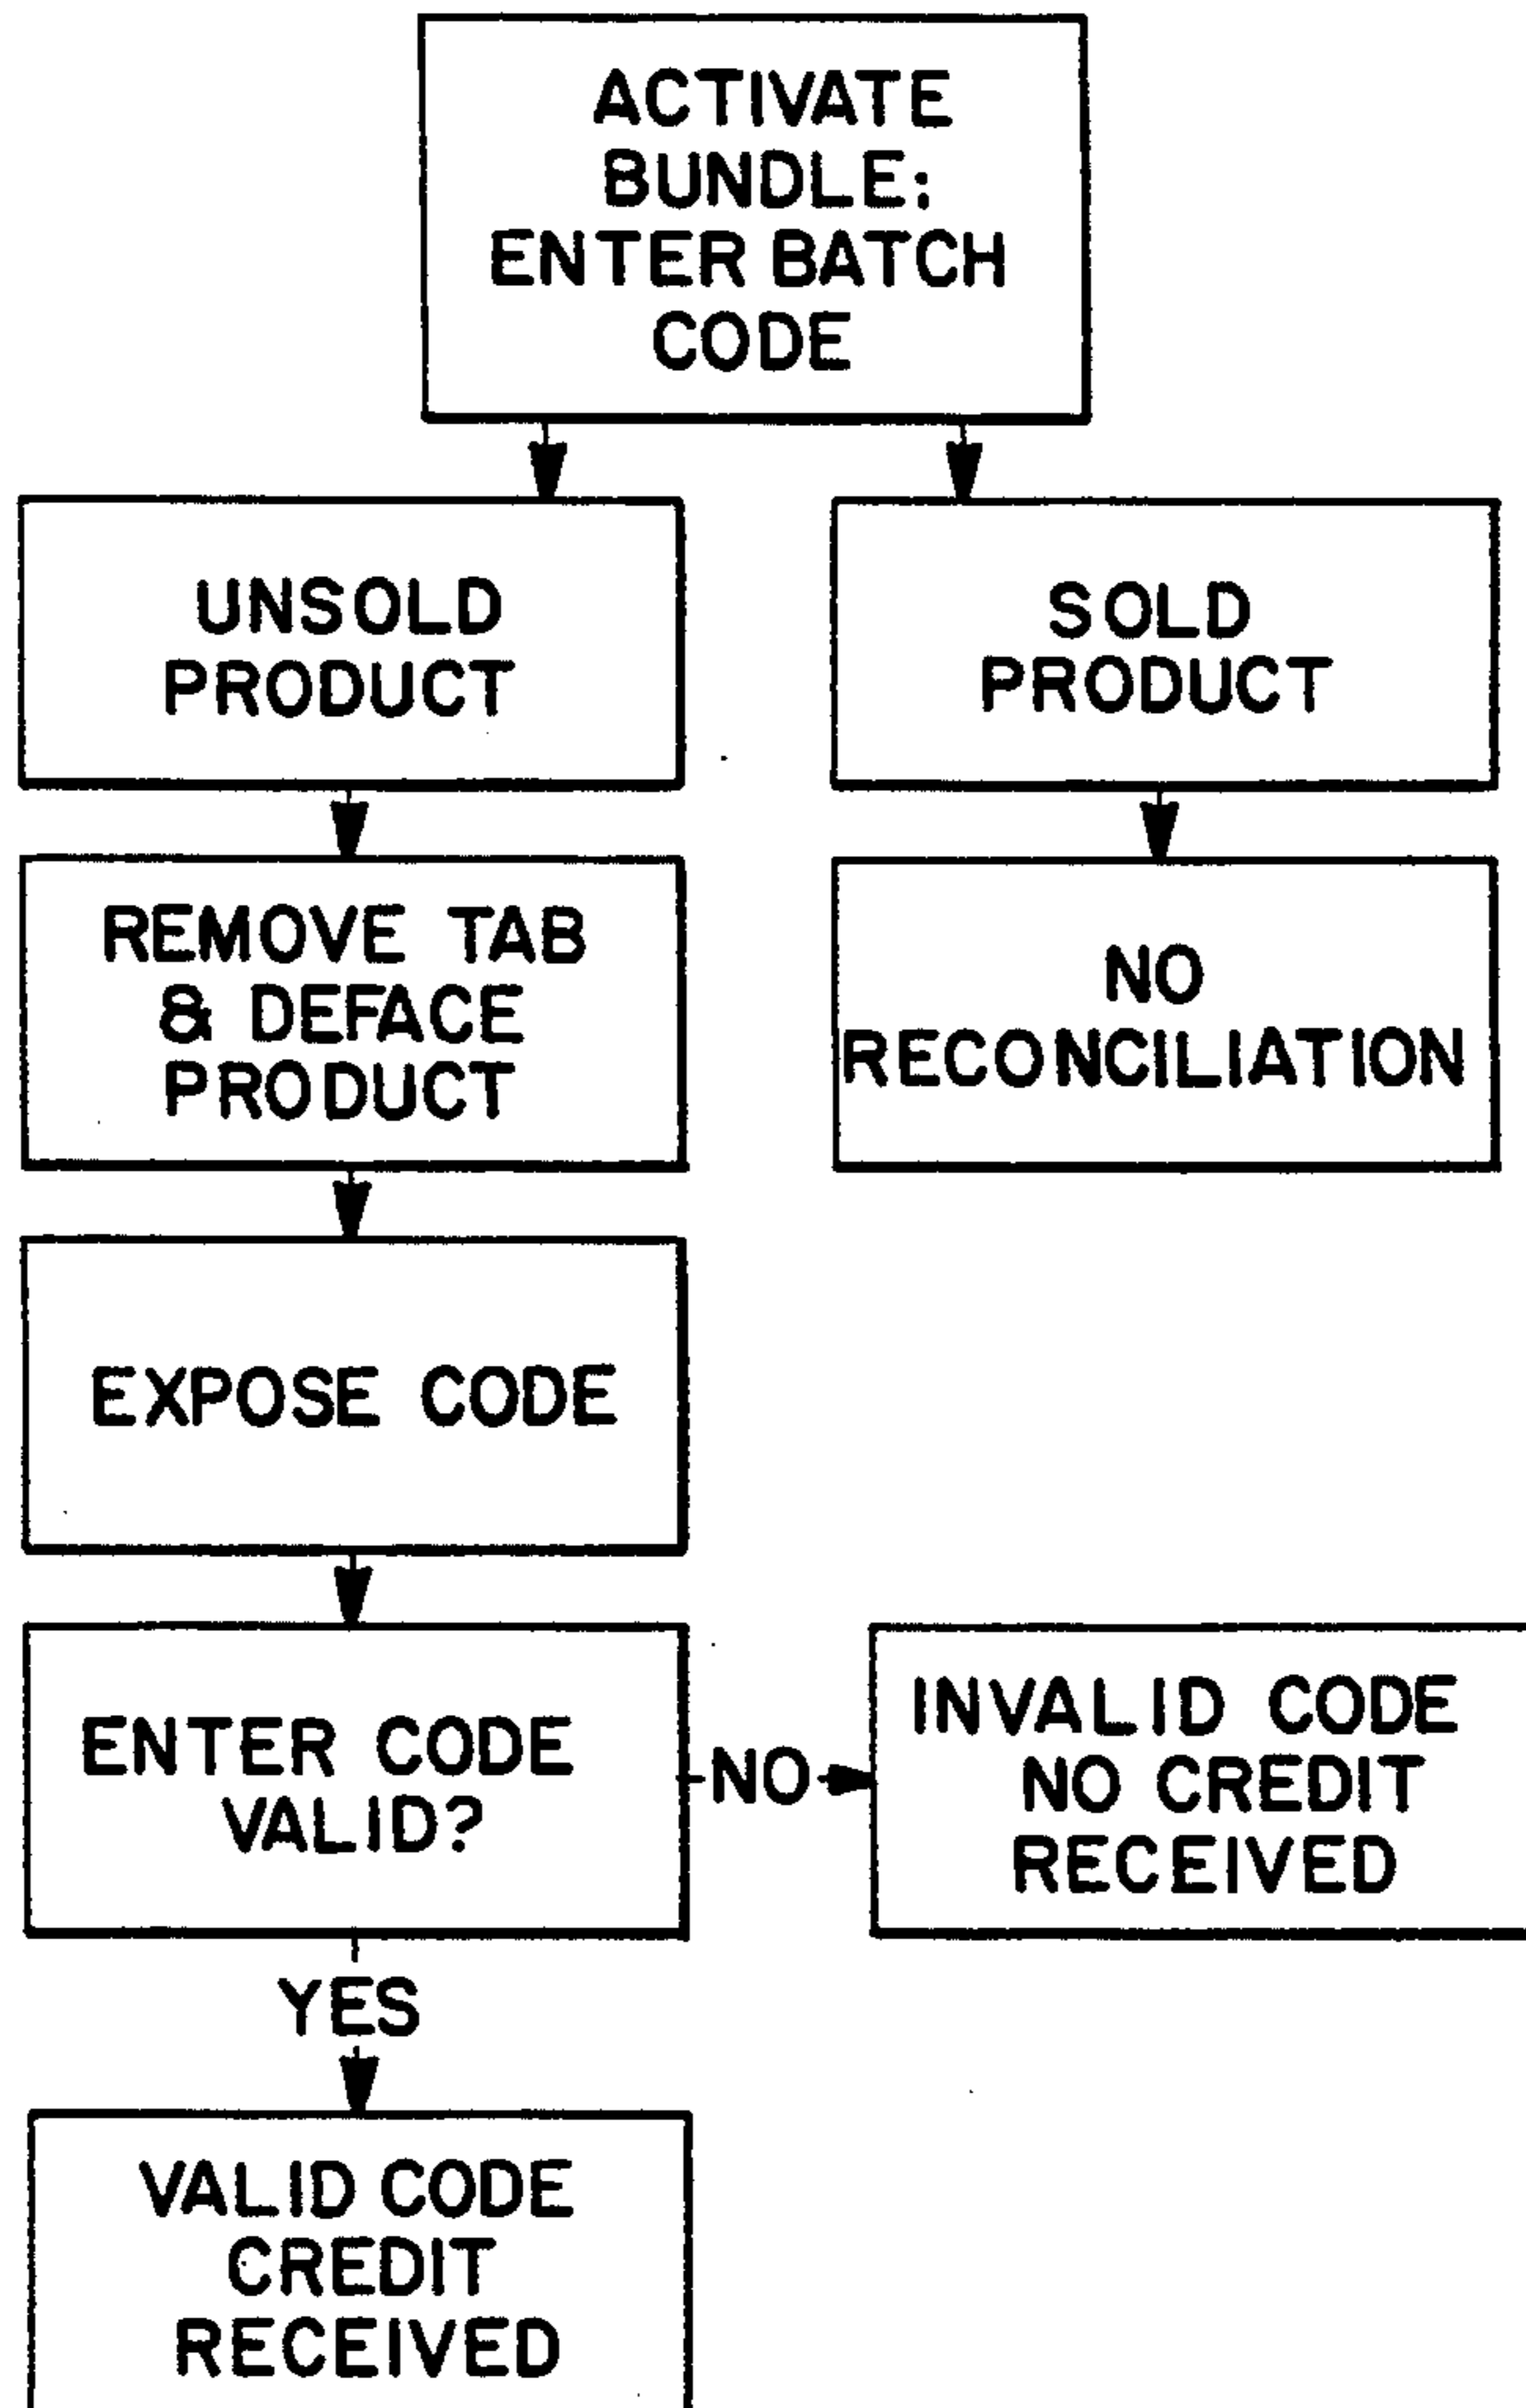 ACTIVATE
BUNDLE:
ENTER BATCH
CODE
UNSOLD
PRODUCT
SOLD
PRODUCT
REMOVE TAB
& DEFACE
PRODUCT
NO
RECONCILIATION
EXPOSE CODE
ENTER CODE
VALID?
NO
INVALID CODE
NO CREDIT
RECEIVED
YES
VALID CODE
CREDIT
RECEIVED